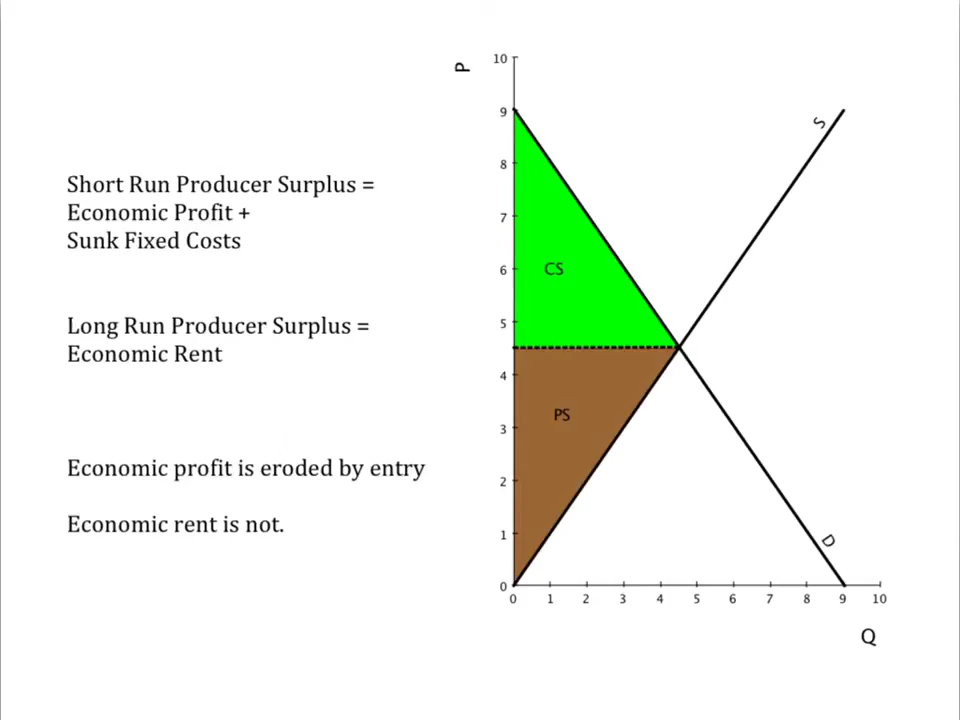 Short Run Producer Surplus =
Economic Profit +
Sunk Fixed Costs
Long Run Producer Surplus =
Economic Rent
Economic profit is eroded by entry
Economic rent is not.
P
10
9
8
7
6
5
4
3
2
1
0
S
CS
PS
D
0 1 2 3 4 5 6 7 8 9 10
Q